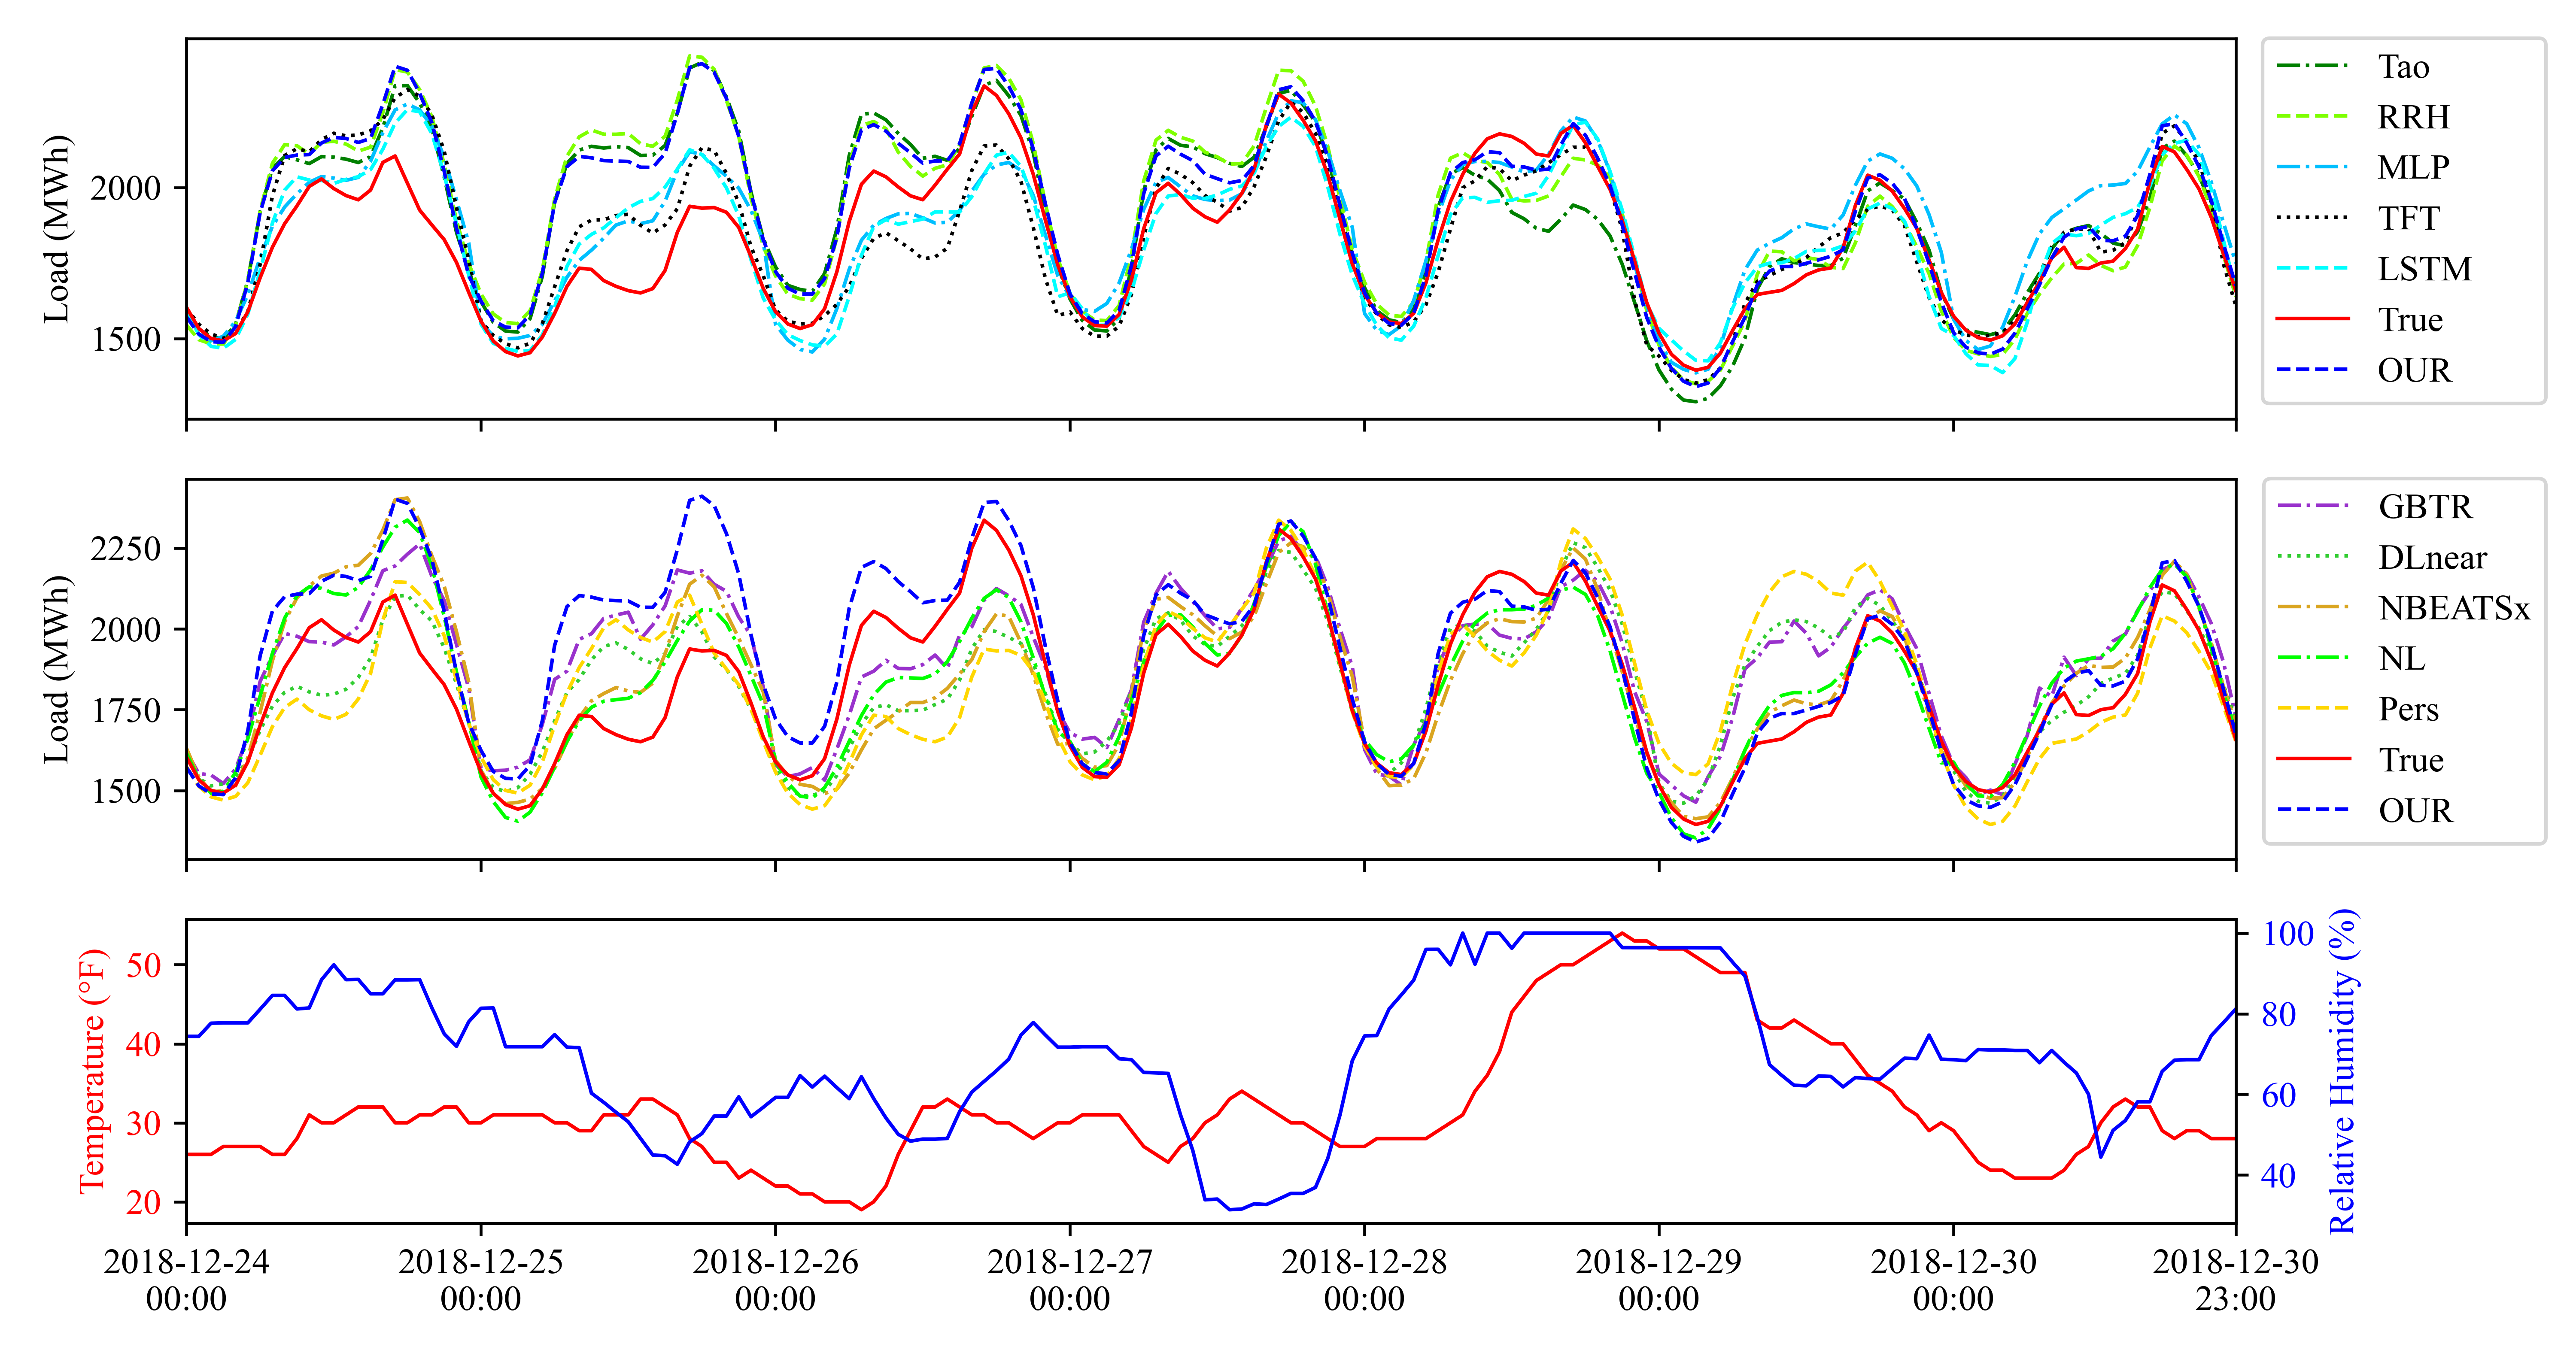 Load (MWh)
2000
1500
Tao
RRH
MLP
TFT
LSTM
True
OUR
Load (MWh)
2250
2000
1750
1500
GBTR
DLnear
NBEATSx
NL
Pers
True
OUR
Temperature (°F)
50
40
30
20
100
80
60
40
Relative Humidity (%)
2018-12-24 2018-12-25 2018-12-26 2018-12-27 2018-12-28 2018-12-29 2018-12-30 2018-12-30
00:00 00:00 00:00 00:00 00:00 00:00 00:00 23:00